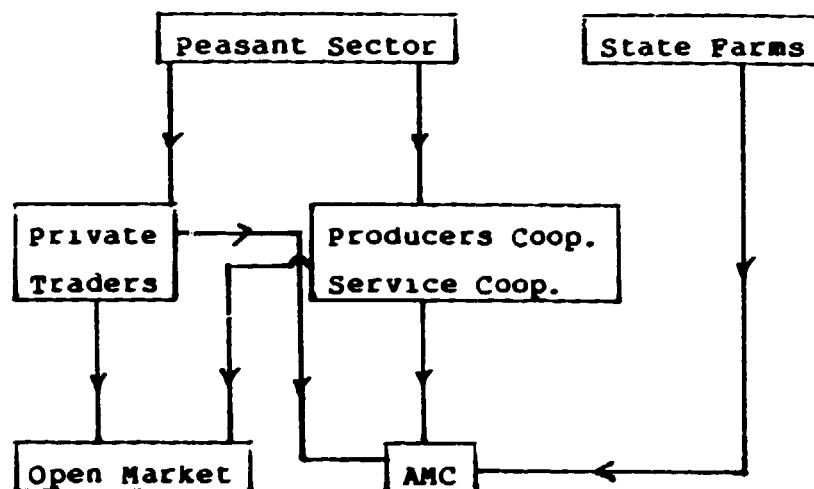 Peasant Sector
State Farms
Private
Traders
Producers Coop.
Service Coop.
Open Market
AMC